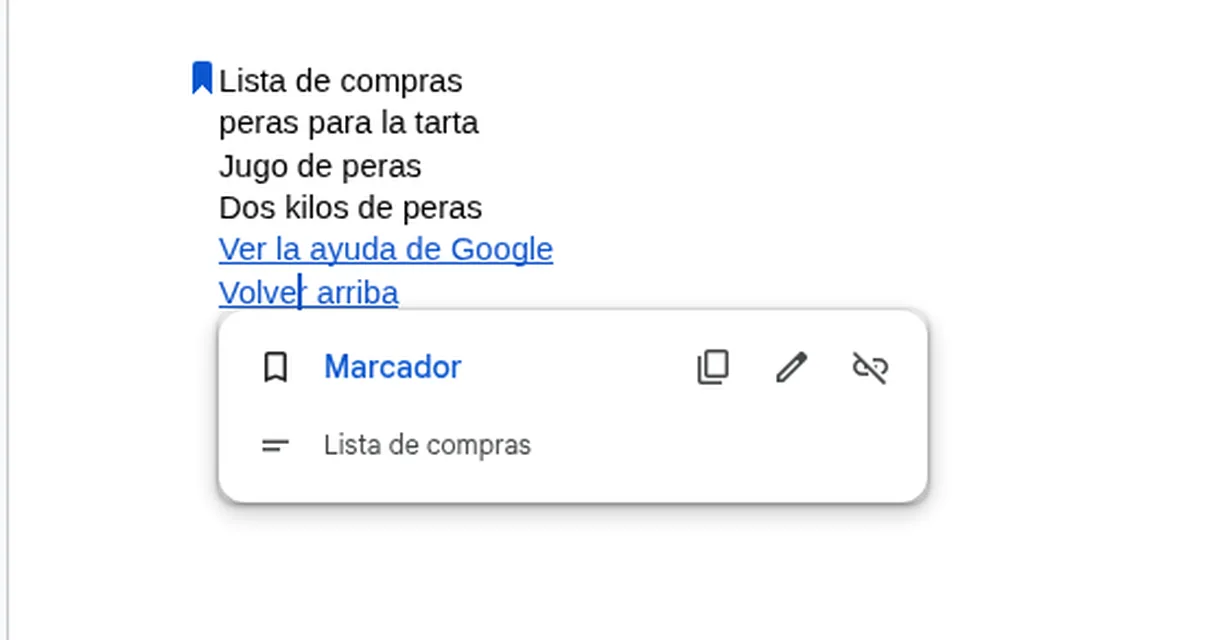 Lista de compras
peras para la tarta
Jugo de peras
Dos kilos de peras
Ver la ayuda de Google
Volver arriba
Marcador
Lista de compras